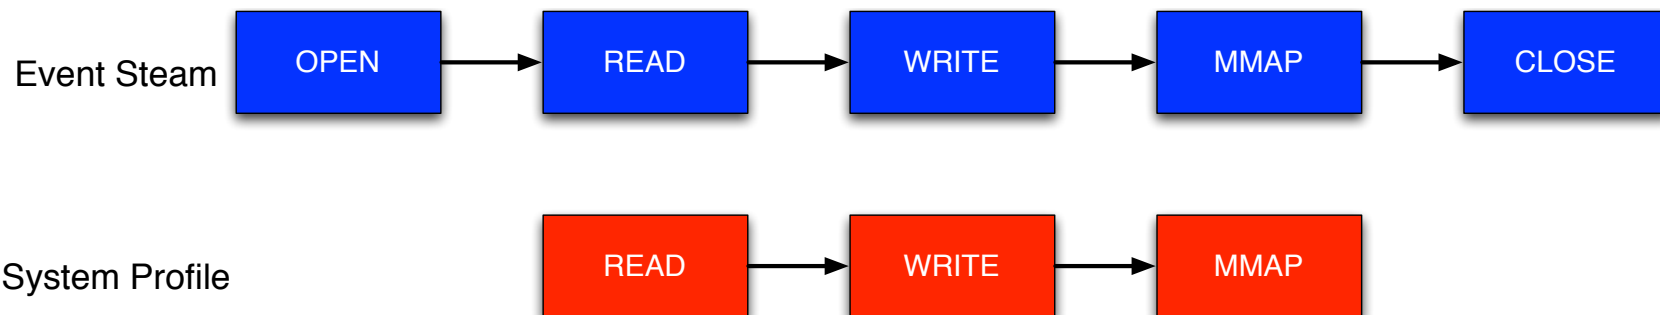 Event Steam OPEN READ WRITE MMAP CLOSE
System Profile READ WRITE MMAP